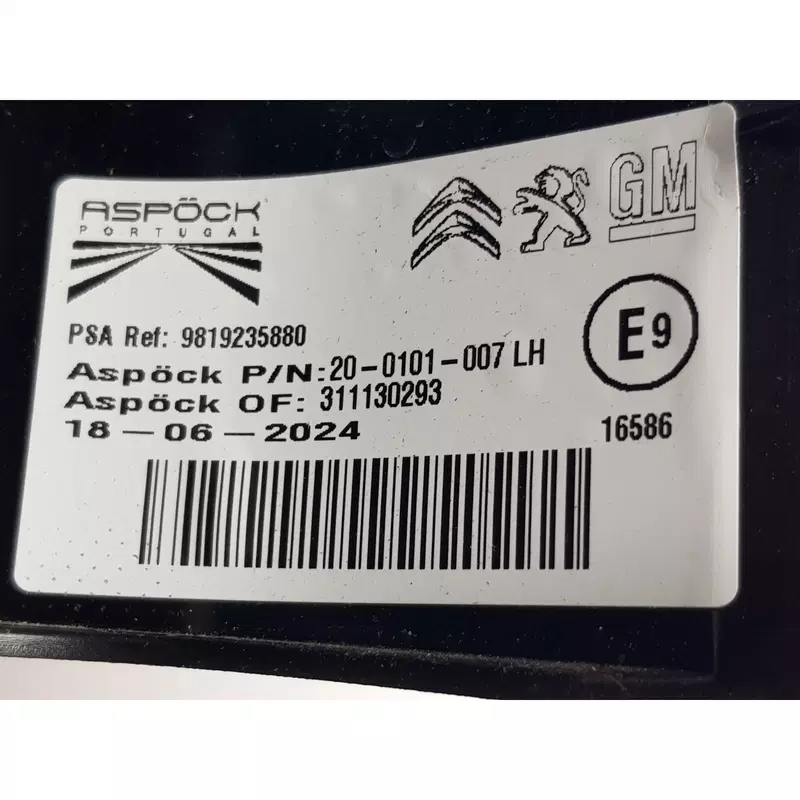 ASPÖCK
PORTUGAL
GM
PSA Ref: 9819235880
E9
Aspöck P/N:20-0101-007 LH
Aspöck OF: 311130293
18-06-2024
16586